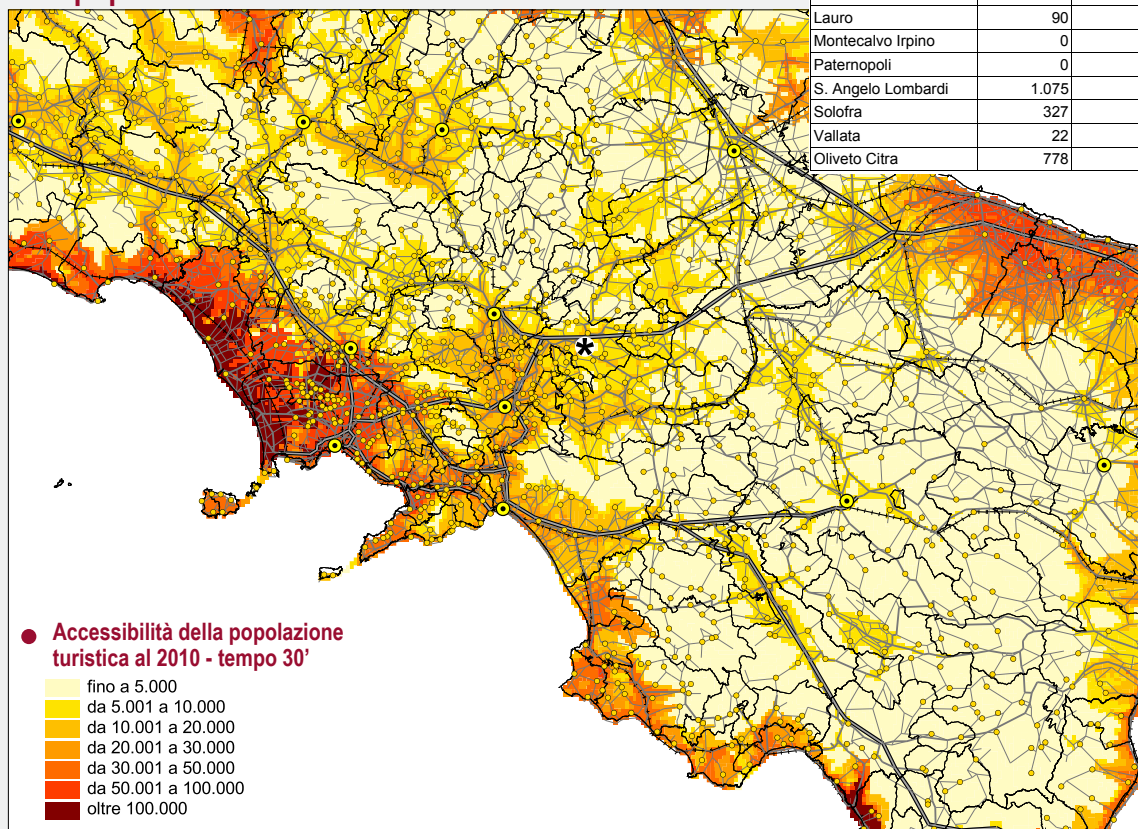 Lauro 90
Montecalvo Irpino 0
Paternopoli 0
S. Angelo Lombardi 1.075
Solofra 327
Vallata 22
Oliveto Citra 778
*
Accessibilità della popolazione
turistica al 2010 - tempo 30'
fino a 5.000
da 5.001 a 10.000
da 10.001 a 20.000
da 20.001 a 30.000
da 30.001 a 50.000
da 50.001 a 100.000
oltre 100.000